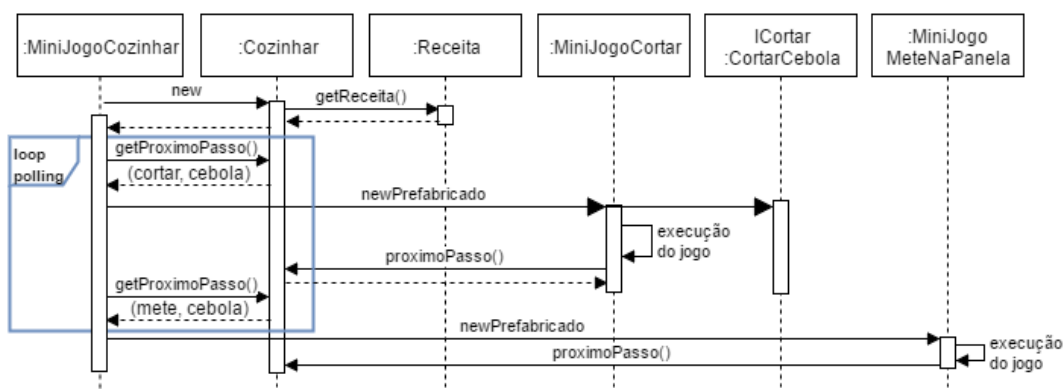 :MiniJogoCozinhar
:Cozinhar
:Receita
:MiniJogoCortar
ICortar
:CortarCebola
:MiniJogo
MeteNaPanela
new
getReceita()
loop
polling
getProximoPasso()
(cortar, cebola)
newPrefabricado
execução
do jogo
proximoPasso()
getProximoPasso()
(mete, cebola)
newPrefabricado
proximoPasso()
execução
do jogo